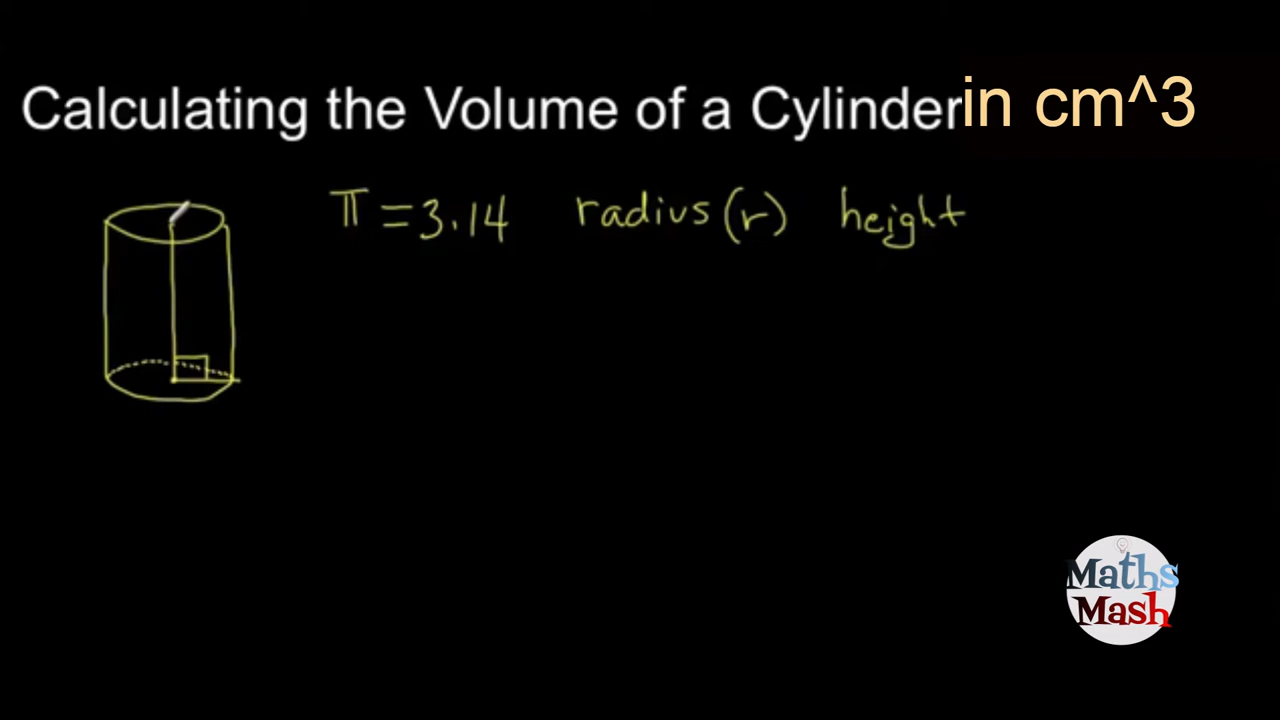 Calculating the Volume of a Cylinder in cm^3
π = 3.14 radius (r) height
Maths
Mash